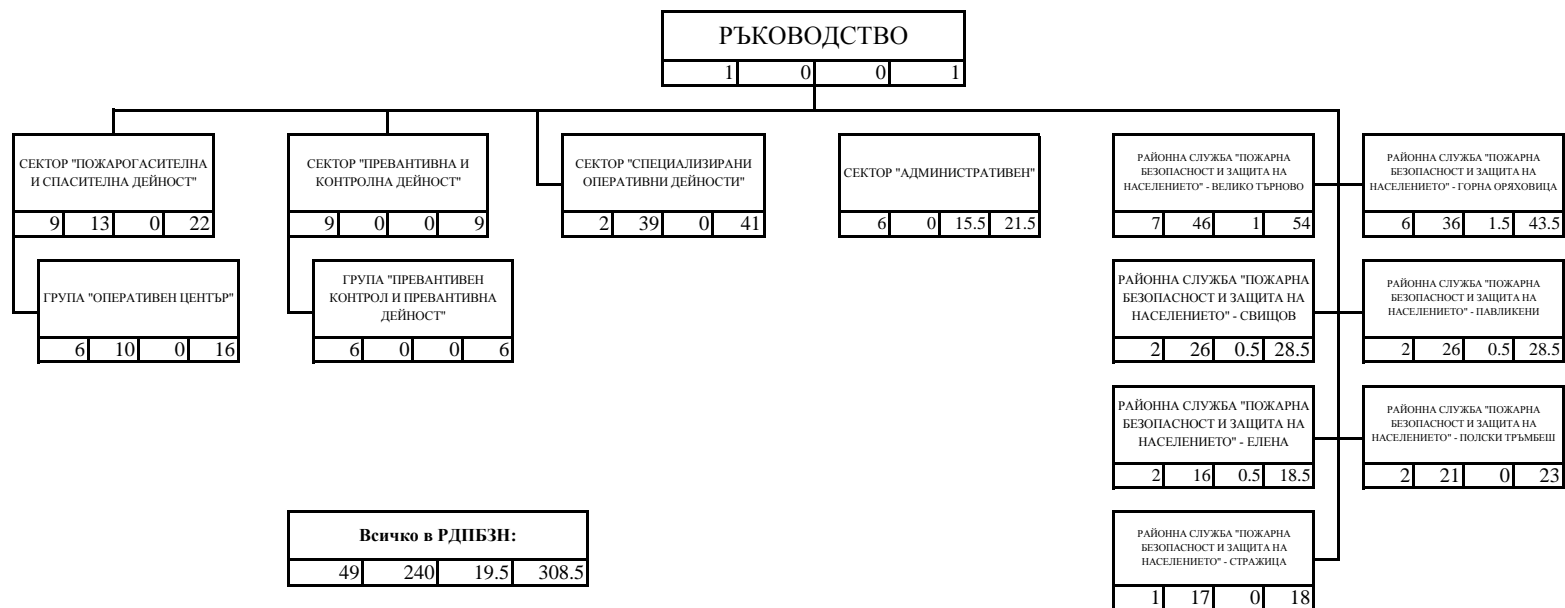 РЪКОВОДСТВО
1 0 0 1
СЕКТОР "ПОЖАРОГАСИТЕЛНА
И СПАСИТЕЛНА ДЕЙНОСТ"
9 13 0 22
СЕКТОР "ПРЕВАНТИВНА И
КОНТРОЛНА ДЕЙНОСТ"
9 0 0 9
СЕКТОР "СПЕЦИАЛИЗИРАНИ
ОПЕРАТИВНИ ДЕЙНОСТИ"
2 39 0 41
СЕКТОР "АДМИНИСТРАТИВЕН"
6 0 15.5 21.5
РАЙОННА СЛУЖБА "ПОЖАРНА
БЕЗОПАСНОСТ И ЗАЩИТА НА
НАСЕЛЕНИЕТО" - ВЕЛИКО ТЪРНОВО
7 46 1 54
РАЙОННА СЛУЖБА "ПОЖАРНА
БЕЗОПАСНОСТ И ЗАЩИТА НА
НАСЕЛЕНИЕТО" - ГОРНА ОРЯХОВИЦА
6 36 1.5 43.5
ГРУПА "ОПЕРАТИВЕН ЦЕНТЪР"
6 10 0 16
ГРУПА "ПРЕВАНТИВЕН
КОНТРОЛ И ПРЕВАНТИВНА
ДЕЙНОСТ"
6 0 0 6
РАЙОННА СЛУЖБА "ПОЖАРНА
БЕЗОПАСНОСТ И ЗАЩИТА НА
НАСЕЛЕНИЕТО" - СВИЩОВ
2 26 0.5 28.5
РАЙОННА СЛУЖБА "ПОЖАРНА
БЕЗОПАСНОСТ И ЗАЩИТА НА
НАСЕЛЕНИЕТО" - ПАВЛИКЕНИ
2 26 0.5 28.5
РАЙОННА СЛУЖБА "ПОЖАРНА
БЕЗОПАСНОСТ И ЗАЩИТА НА
НАСЕЛЕНИЕТО" - ЕЛЕНА
2 16 0.5 18.5
РАЙОННА СЛУЖБА "ПОЖАРНА
БЕЗОПАСНОСТ И ЗАЩИТА НА
НАСЕЛЕНИЕТО" - ПОЛСКИ ТРЪМБЕШ
2 21 0 23
Всичко в РДПБЗН:
49 240 19.5 308.5
РАЙОННА СЛУЖБА "ПОЖАРНА
БЕЗОПАСНОСТ И ЗАЩИТА НА
НАСЕЛЕНИЕТО" - СТРАЖИЦА
1 17 0 18